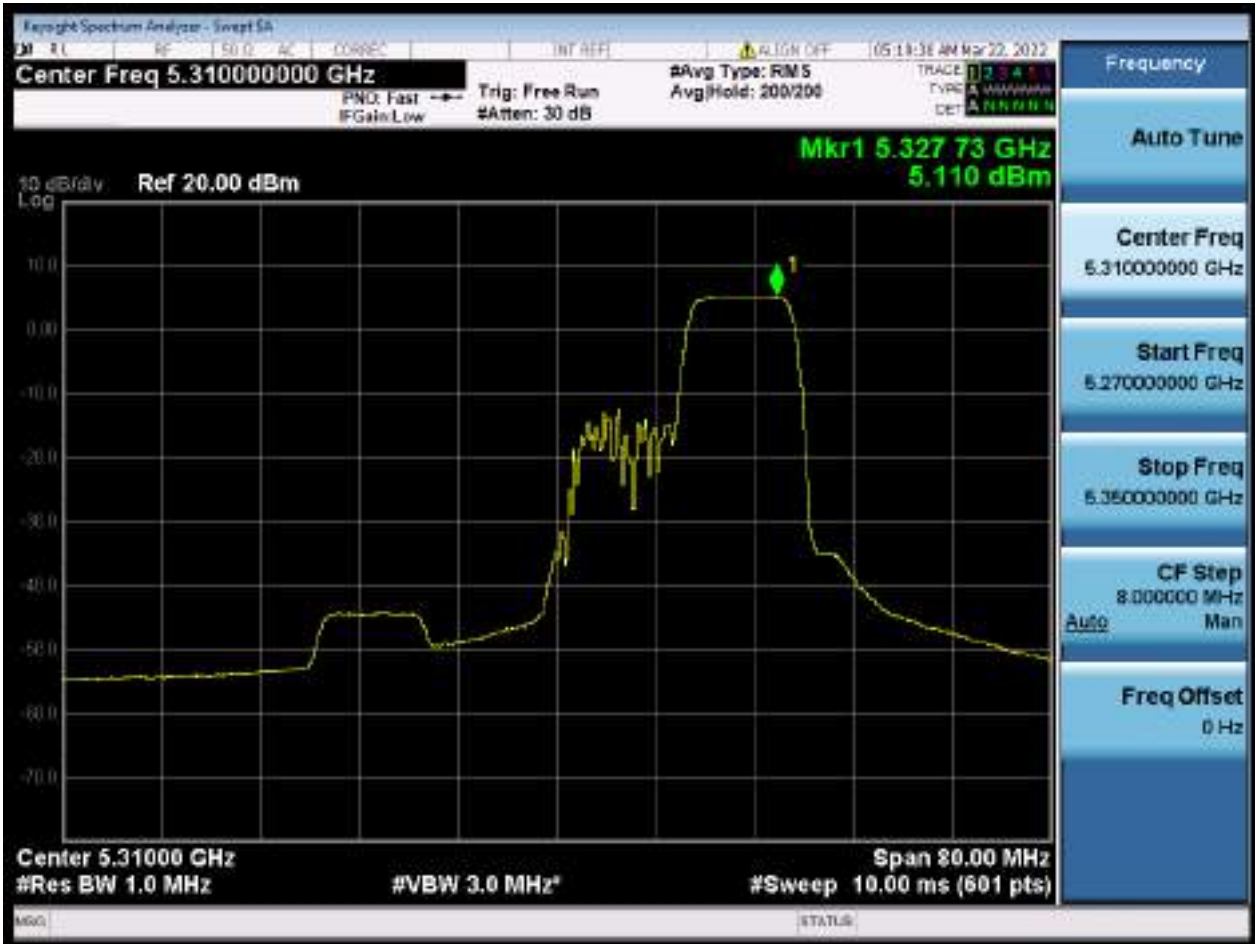 Keysight Spectrum Analyzer - Swept SA
RL RF 50 Ω AC CORREC INT REF ALIGN OFF 05:18:38 AM Mar 22, 2022
Center Freq 5.310000000 GHz
PNO: Fast
IFGain:Low
Trig: Free Run
#Atten: 30 dB
#Avg Type: RMS
Avg|Hold: 200/200
TRACE 1 2 3 4 5 6
TYPE A WWWWW
DET A N N N N N
Mkr1 5.327 73 GHz
5.110 dBm
10 dB/div Ref 20.00 dBm
Log
10.0
0.00
-10.0
-20.0
-30.0
-40.0
-50.0
-60.0
-70.0
1
Center 5.31000 GHz
Span 80.00 MHz
#Res BW 1.0 MHz
#VBW 3.0 MHz*
#Sweep 10.00 ms (601 pts)
MSG
STATUS
Frequency
Auto Tune
Center Freq
5.310000000 GHz
Start Freq
5.270000000 GHz
Stop Freq
5.350000000 GHz
CF Step
8.000000 MHz
Auto Man
Freq Offset
0 Hz